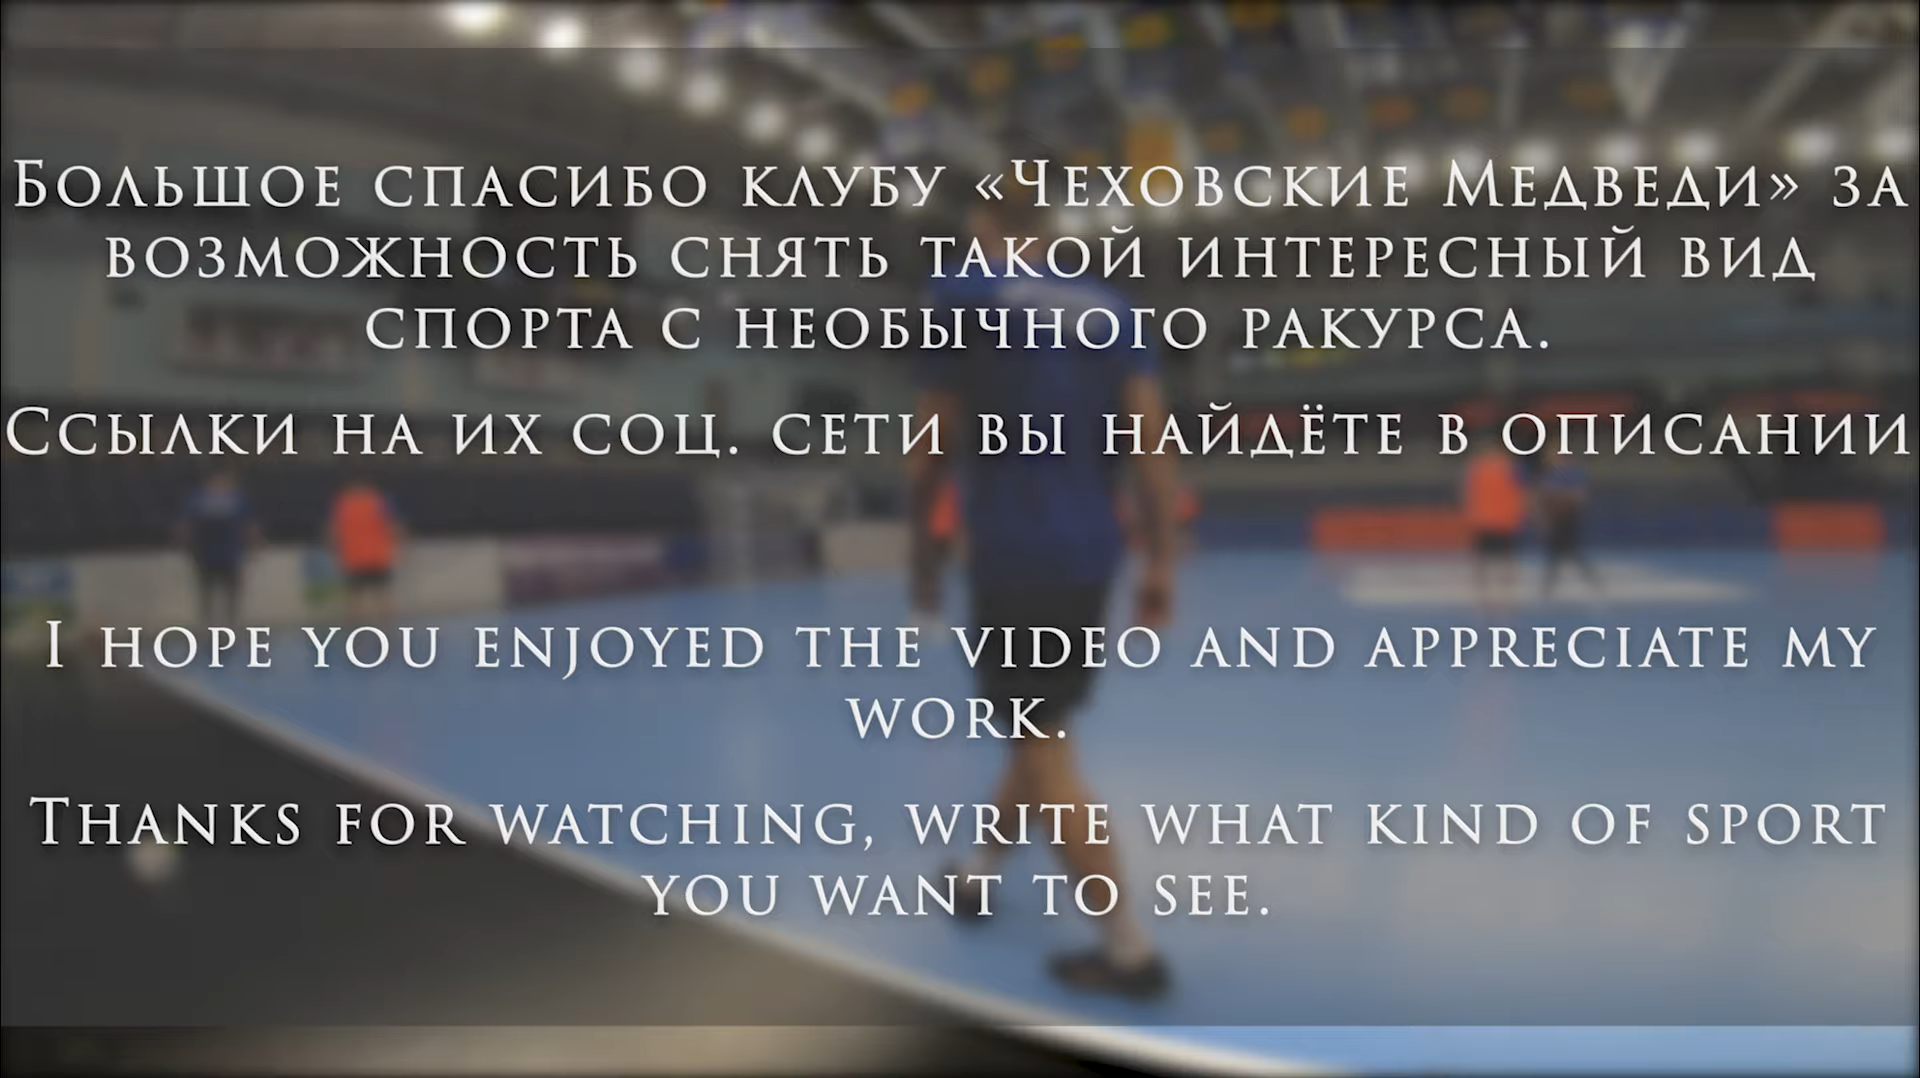 Большое спасибо клубу «Чеховские Медведи» за
возможность снять такой интересный вид
спорта с необычного ракурса.
Ссылки на их соц. сети вы найдёте в описании
I hope you enjoyed the video and appreciate my
work.
Thanks for watching, write what kind of sport
you want to see.